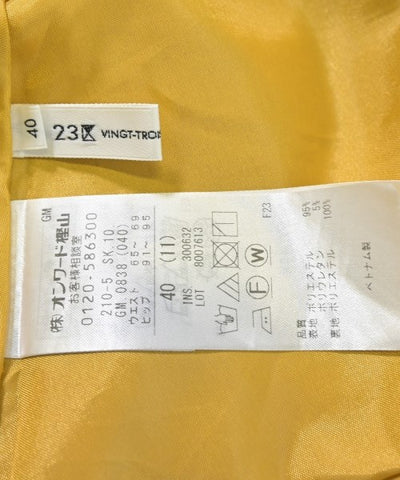 40
23区 VINGT-TROIS
GM
(株)オンワード樫山
お客様相談室
0120-586300
210-5 SK 10
GM 0838 (040)
ウエスト 65～ 69
ヒップ 91～ 95
40 (11)
INS 300632
LOT 8007613
F W
F23
品質
表地 ポリエステル 95%
ポリウレタン 5%
裏地 ポリエステル 100%
ベトナム製